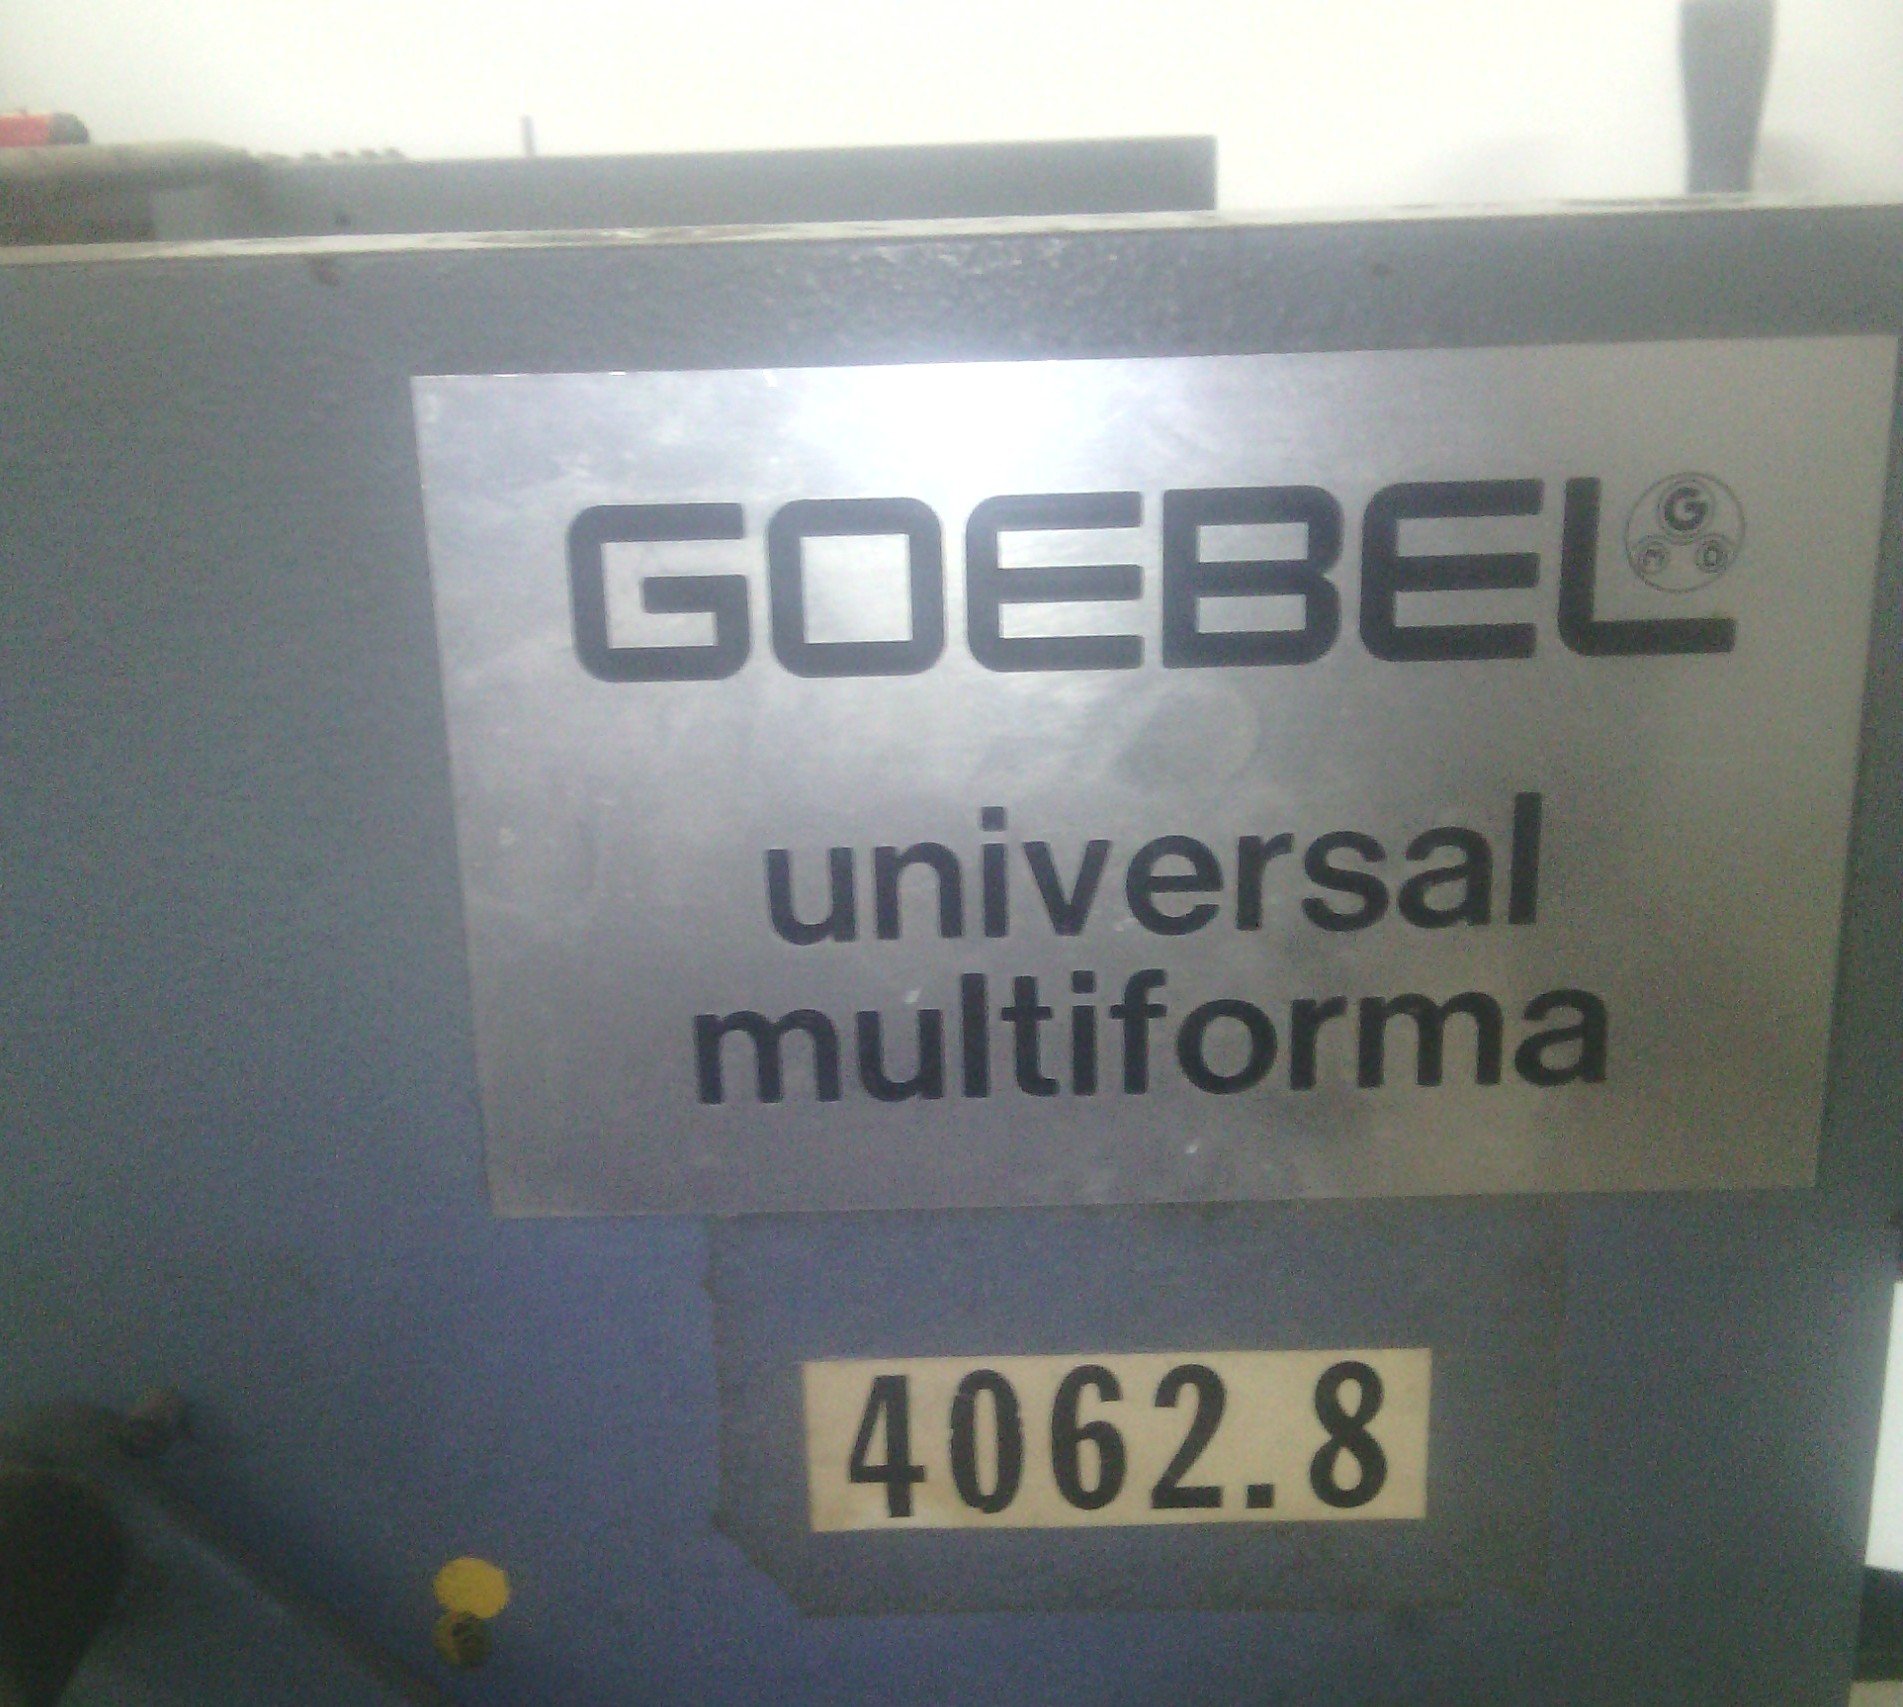 GOEBEL
G
universal
multiforma
4062.8